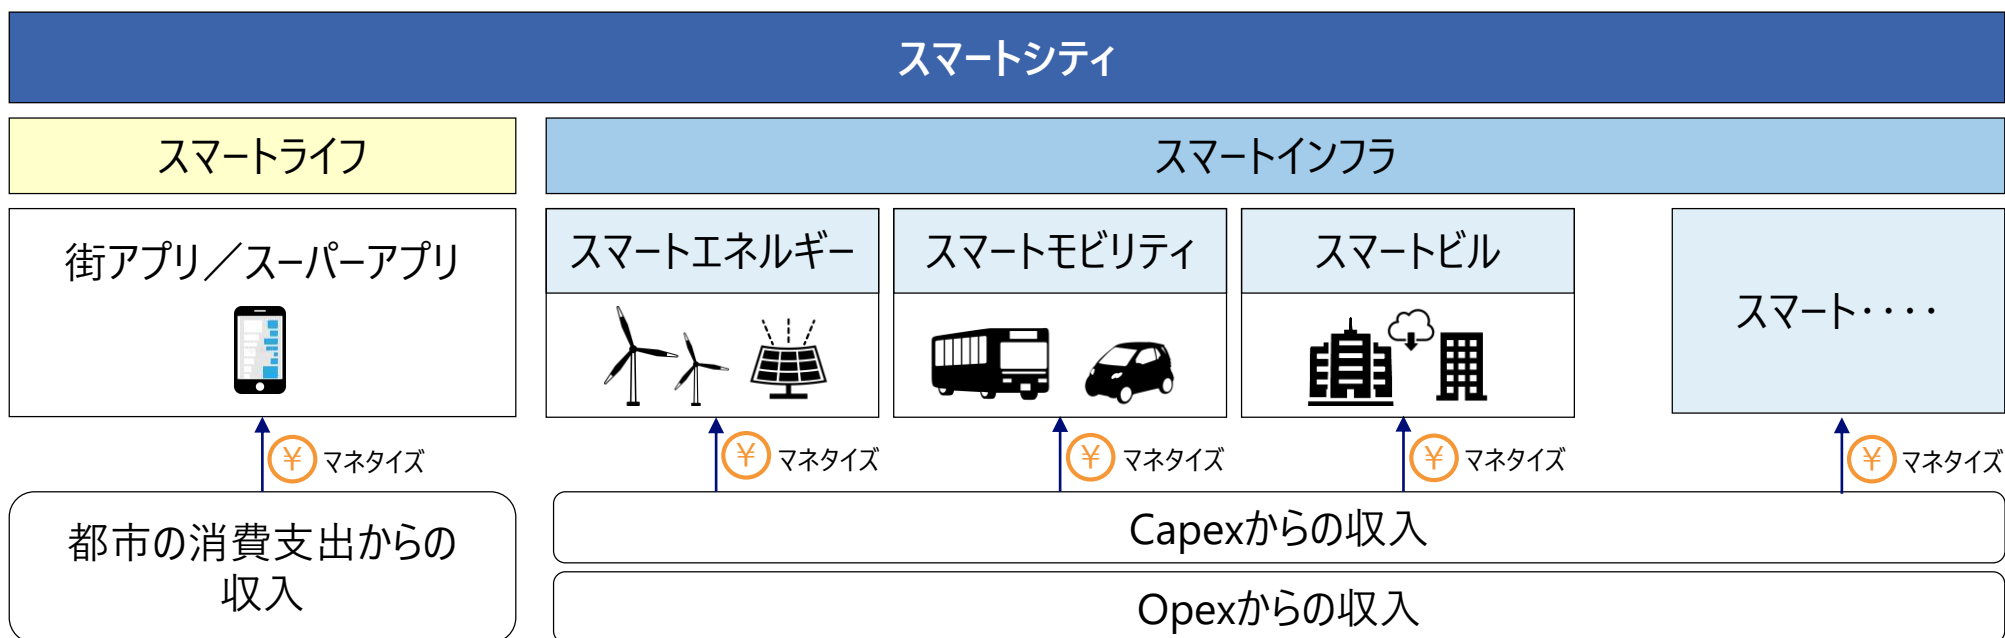 スマートシティ
スマートライフ
スマートインフラ
街アプリ／スーパーアプリ
スマートエネルギー
スマートモビリティ
スマートビル
スマート・・・・
¥ マネタイズ
¥ マネタイズ
¥ マネタイズ
¥ マネタイズ
¥ マネタイズ
都市の消費支出からの
収入
Capexからの収入
Opexからの収入